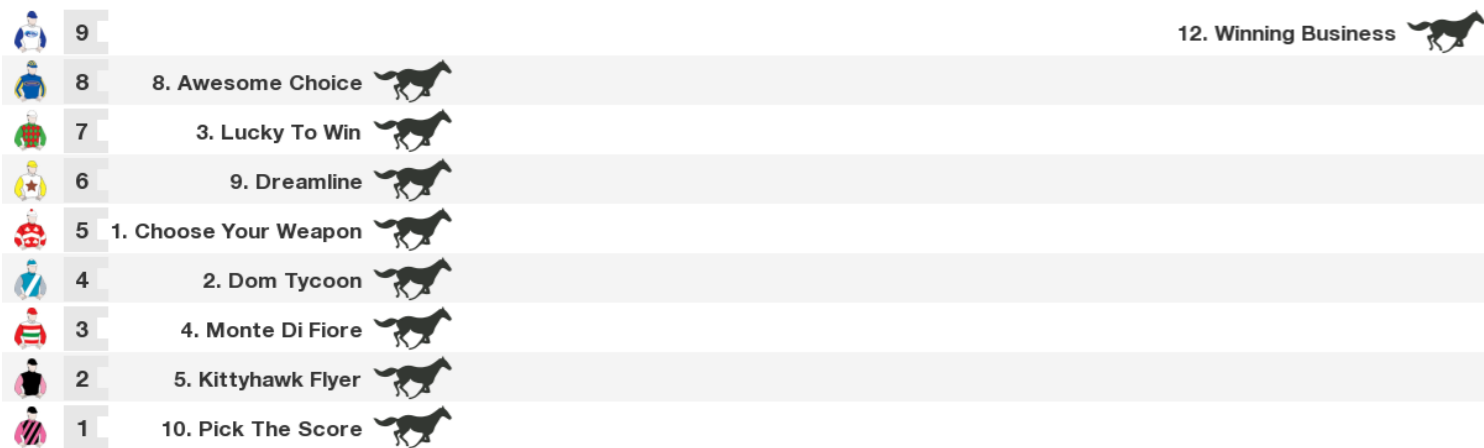 9 12. Winning Business
8 8. Awesome Choice
7 3. Lucky To Win
6 9. Dreamline
5 1. Choose Your Weapon
4 2. Dom Tycoon
3 4. Monte Di Fiore
2 5. Kittyhawk Flyer
1 10. Pick The Score